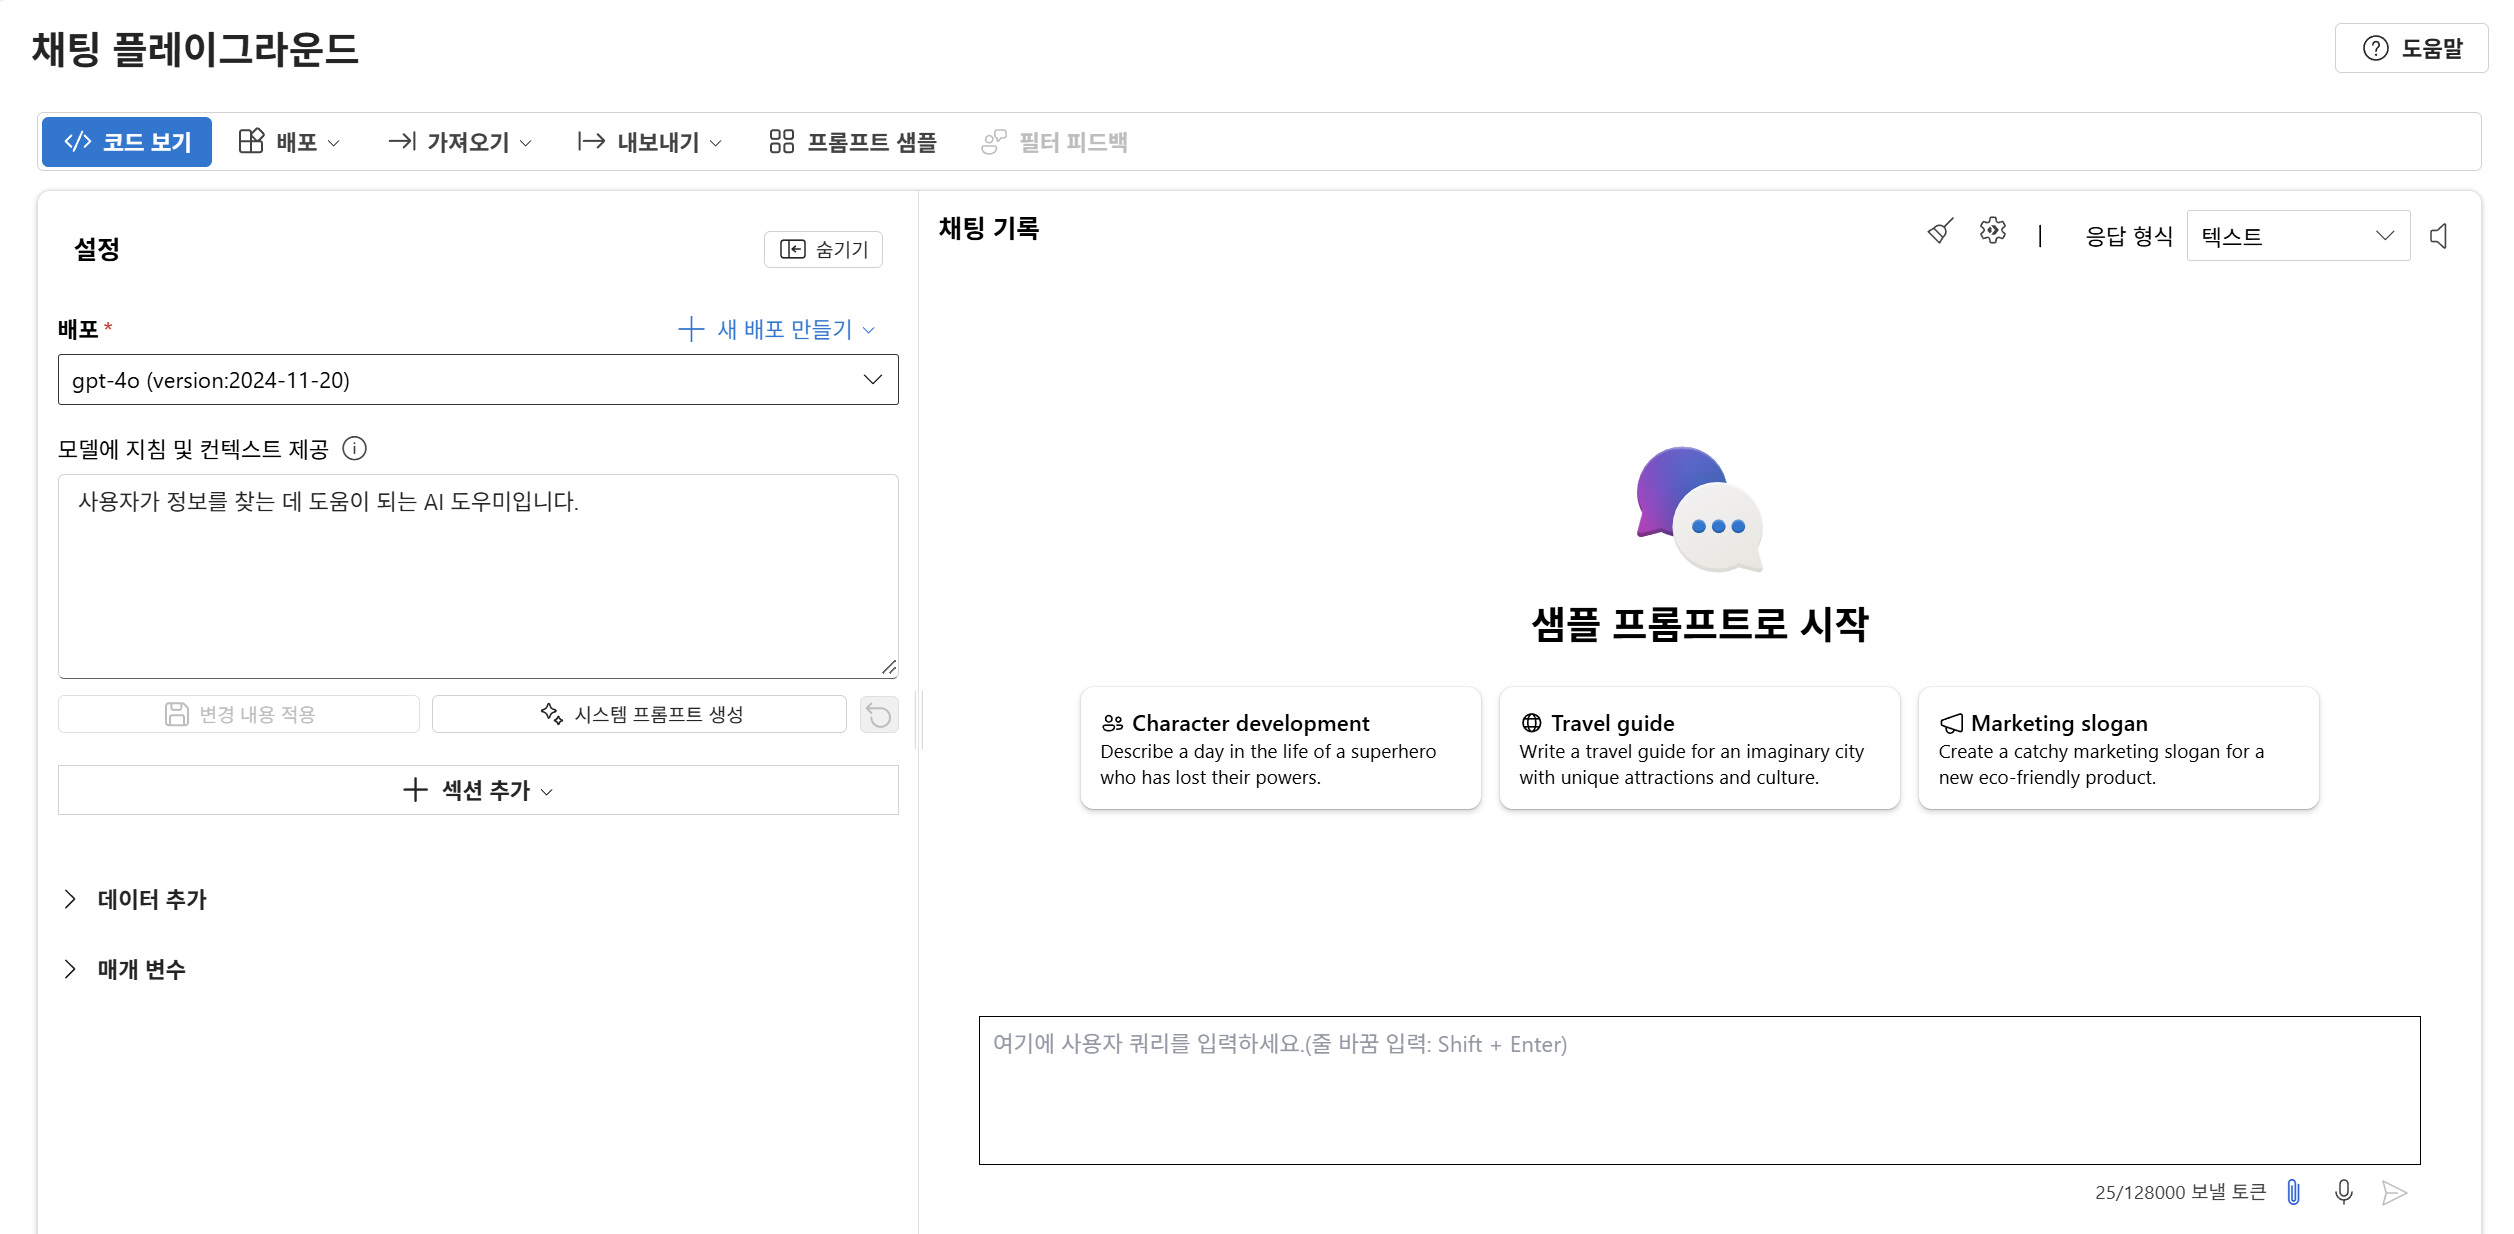 채팅 플레이그라운드
도움말
코드 보기
배포
가져오기
내보내기
프롬프트 샘플
필터 피드백
설정
숨기기
배포 *
새 배포 만들기
gpt-4o (version:2024-11-20)
모델에 지침 및 컨텍스트 제공
사용자가 정보를 찾는 데 도움이 되는 AI 도우미입니다.
변경 내용 적용
시스템 프롬프트 생성
섹션 추가
데이터 추가
매개 변수
채팅 기록
응답 형식
텍스트
샘플 프롬프트로 시작
Character development
Describe a day in the life of a superhero
who has lost their powers.
Travel guide
Write a travel guide for an imaginary city
with unique attractions and culture.
Marketing slogan
Create a catchy marketing slogan for a
new eco-friendly product.
여기에 사용자 쿼리를 입력하세요.(줄 바꿈 입력: Shift + Enter)
25/128000 보낼 토큰